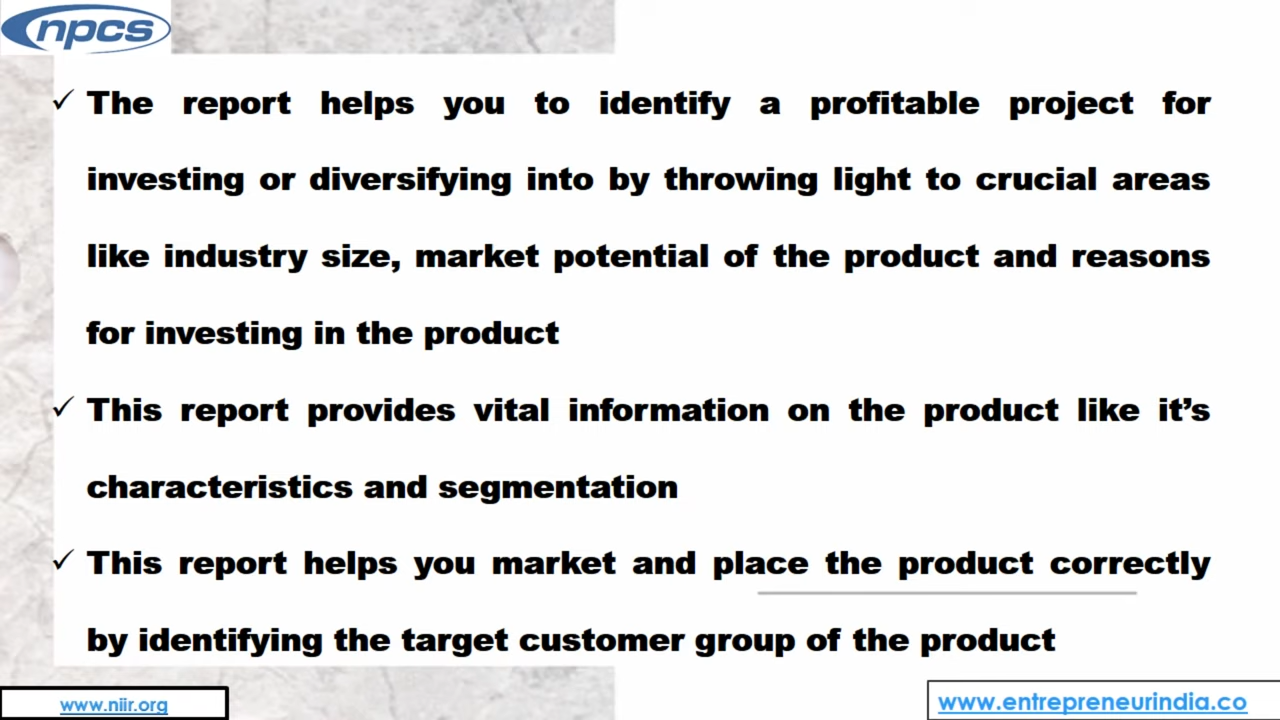 npcs
✓ The report helps you to identify a profitable project for
investing or diversifying into by throwing light to crucial areas
like industry size, market potential of the product and reasons
for investing in the product
✓ This report provides vital information on the product like it’s
characteristics and segmentation
✓ This report helps you market and place the product correctly
by identifying the target customer group of the product
www.niir.org
www.entrepreneurindia.co